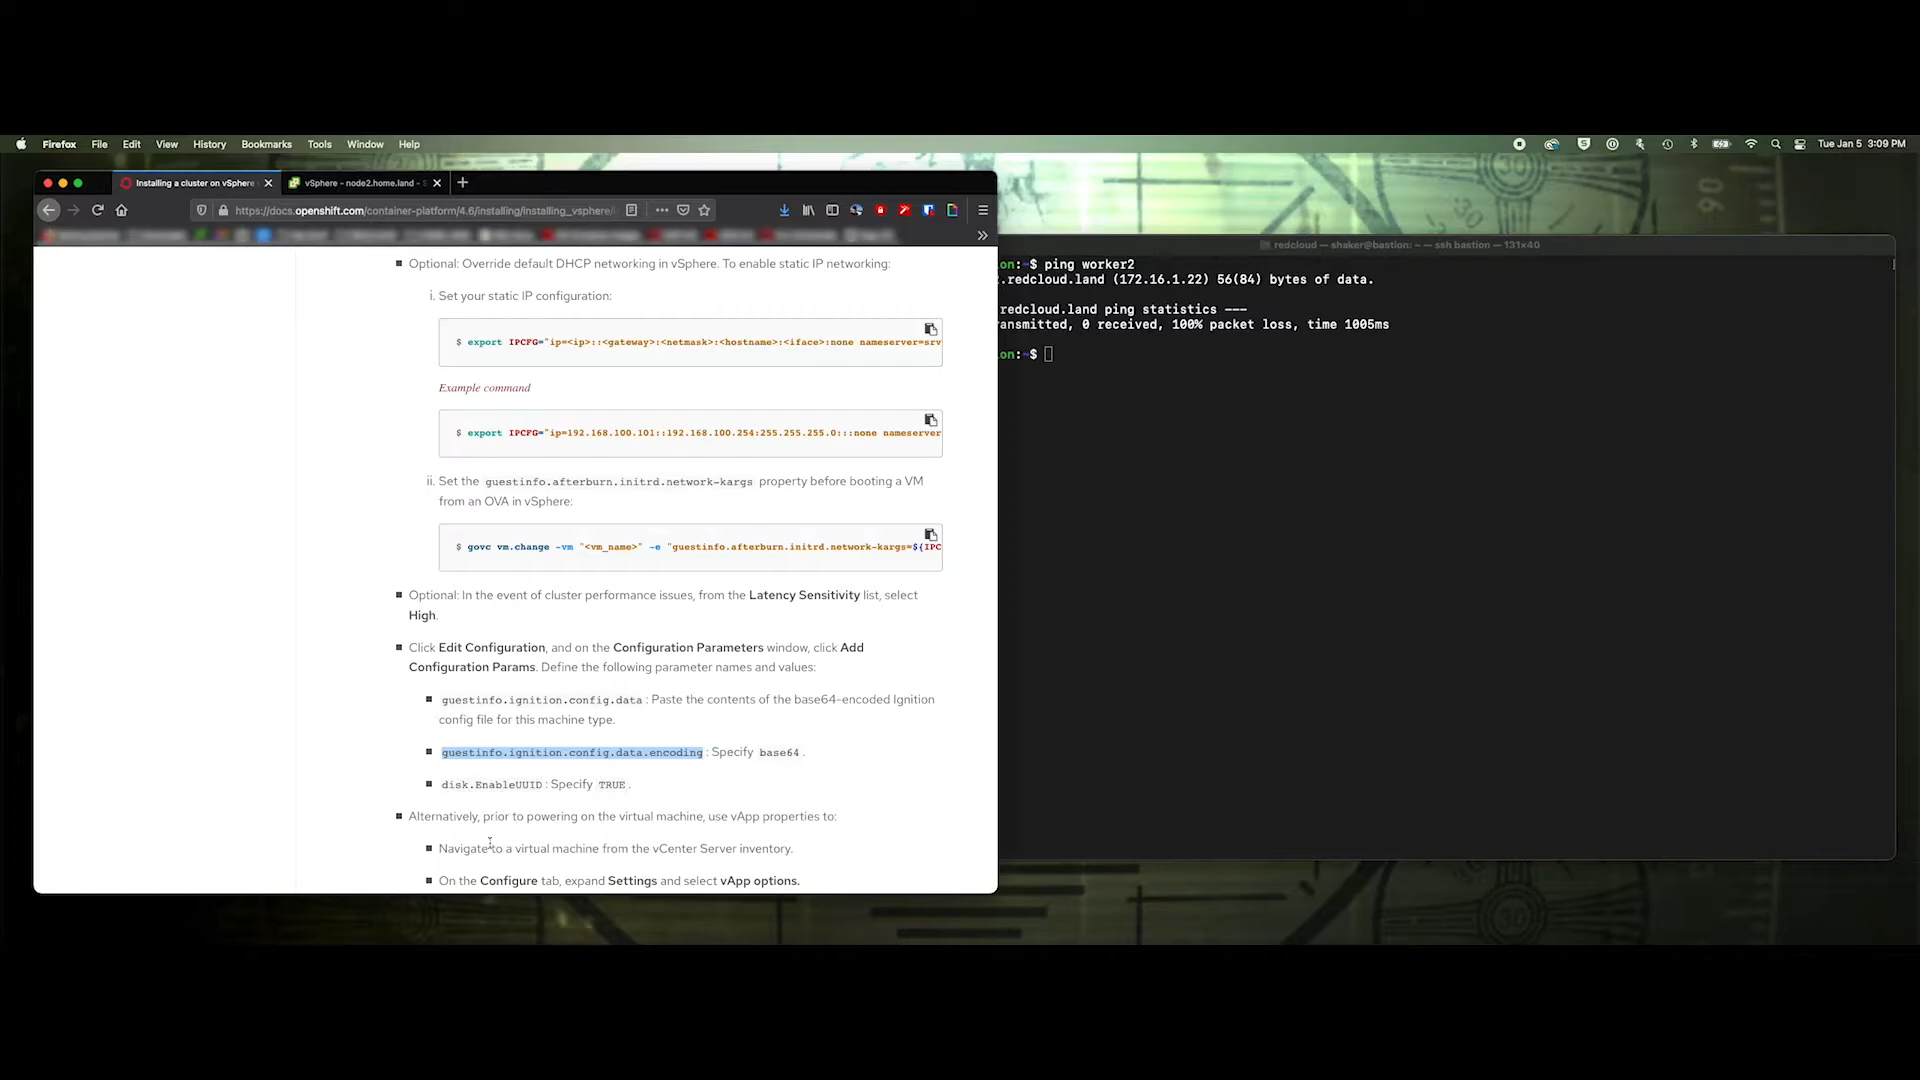 Firefox File Edit View History Bookmarks Tools Window Help Tue Jan 5 3:09 PM
Installing a cluster on vSphere vSphere - node2.home.land - S
https://docs.openshift.com/container-platform/4.6/installing/installing_vsphere/
Optional: Override default DHCP networking in vSphere. To enable static IP networking:
i. Set your static IP configuration:
$ export IPCFG="ip=<ip>::<gateway>:<netmask>:<hostname>:<iface>:none nameserver=srv
Example command
$ export IPCFG="ip=192.168.100.101::192.168.100.254:255.255.255.0:::none nameserver
ii. Set the guestinfo.afterburn.initrd.network-kargs property before booting a VM
from an OVA in vSphere:
$ govc vm.change -vm "<vm_name>" -e "guestinfo.afterburn.initrd.network-kargs=${IPC
Optional: In the event of cluster performance issues, from the Latency Sensitivity list, select
High.
Click Edit Configuration, and on the Configuration Parameters window, click Add
Configuration Params. Define the following parameter names and values:
guestinfo.ignition.config.data : Paste the contents of the base64-encoded Ignition
config file for this machine type.
guestinfo.ignition.config.data.encoding : Specify base64 .
disk.EnableUUID : Specify TRUE .
Alternatively, prior to powering on the virtual machine, use vApp properties to:
Navigate to a virtual machine from the vCenter Server inventory.
On the Configure tab, expand Settings and select vApp options.
redcloud — shaker@bastion: ~ — ssh bastion — 131×40
on:~$ ping worker2
.redcloud.land (172.16.1.22) 56(84) bytes of data.
redcloud.land ping statistics ---
ansmitted, 0 received, 100% packet loss, time 1005ms
on:~$